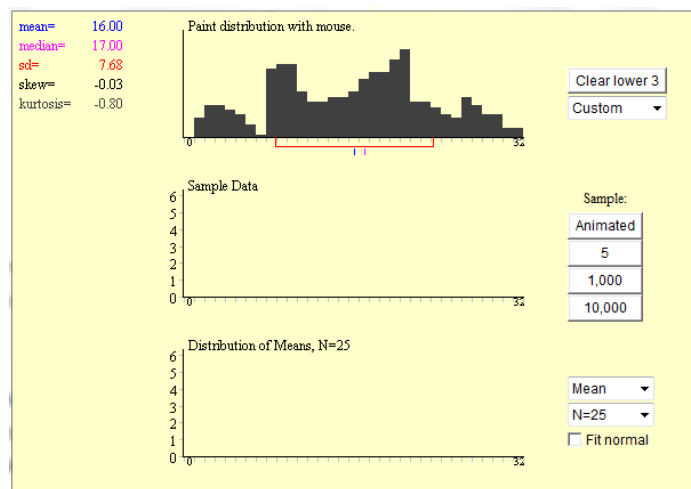 mean= 16.00
median= 17.00
sd= 7.68
skew= -0.03
kurtosis= -0.80
Paint distribution with mouse.
0 32
Clear lower 3
Custom
Sample Data
6
5
4
3
2
1
0
0 32
Sample:
Animated
5
1,000
10,000
Distribution of Means, N=25
6
5
4
3
2
1
0
0 32
Mean
N=25
Fit normal